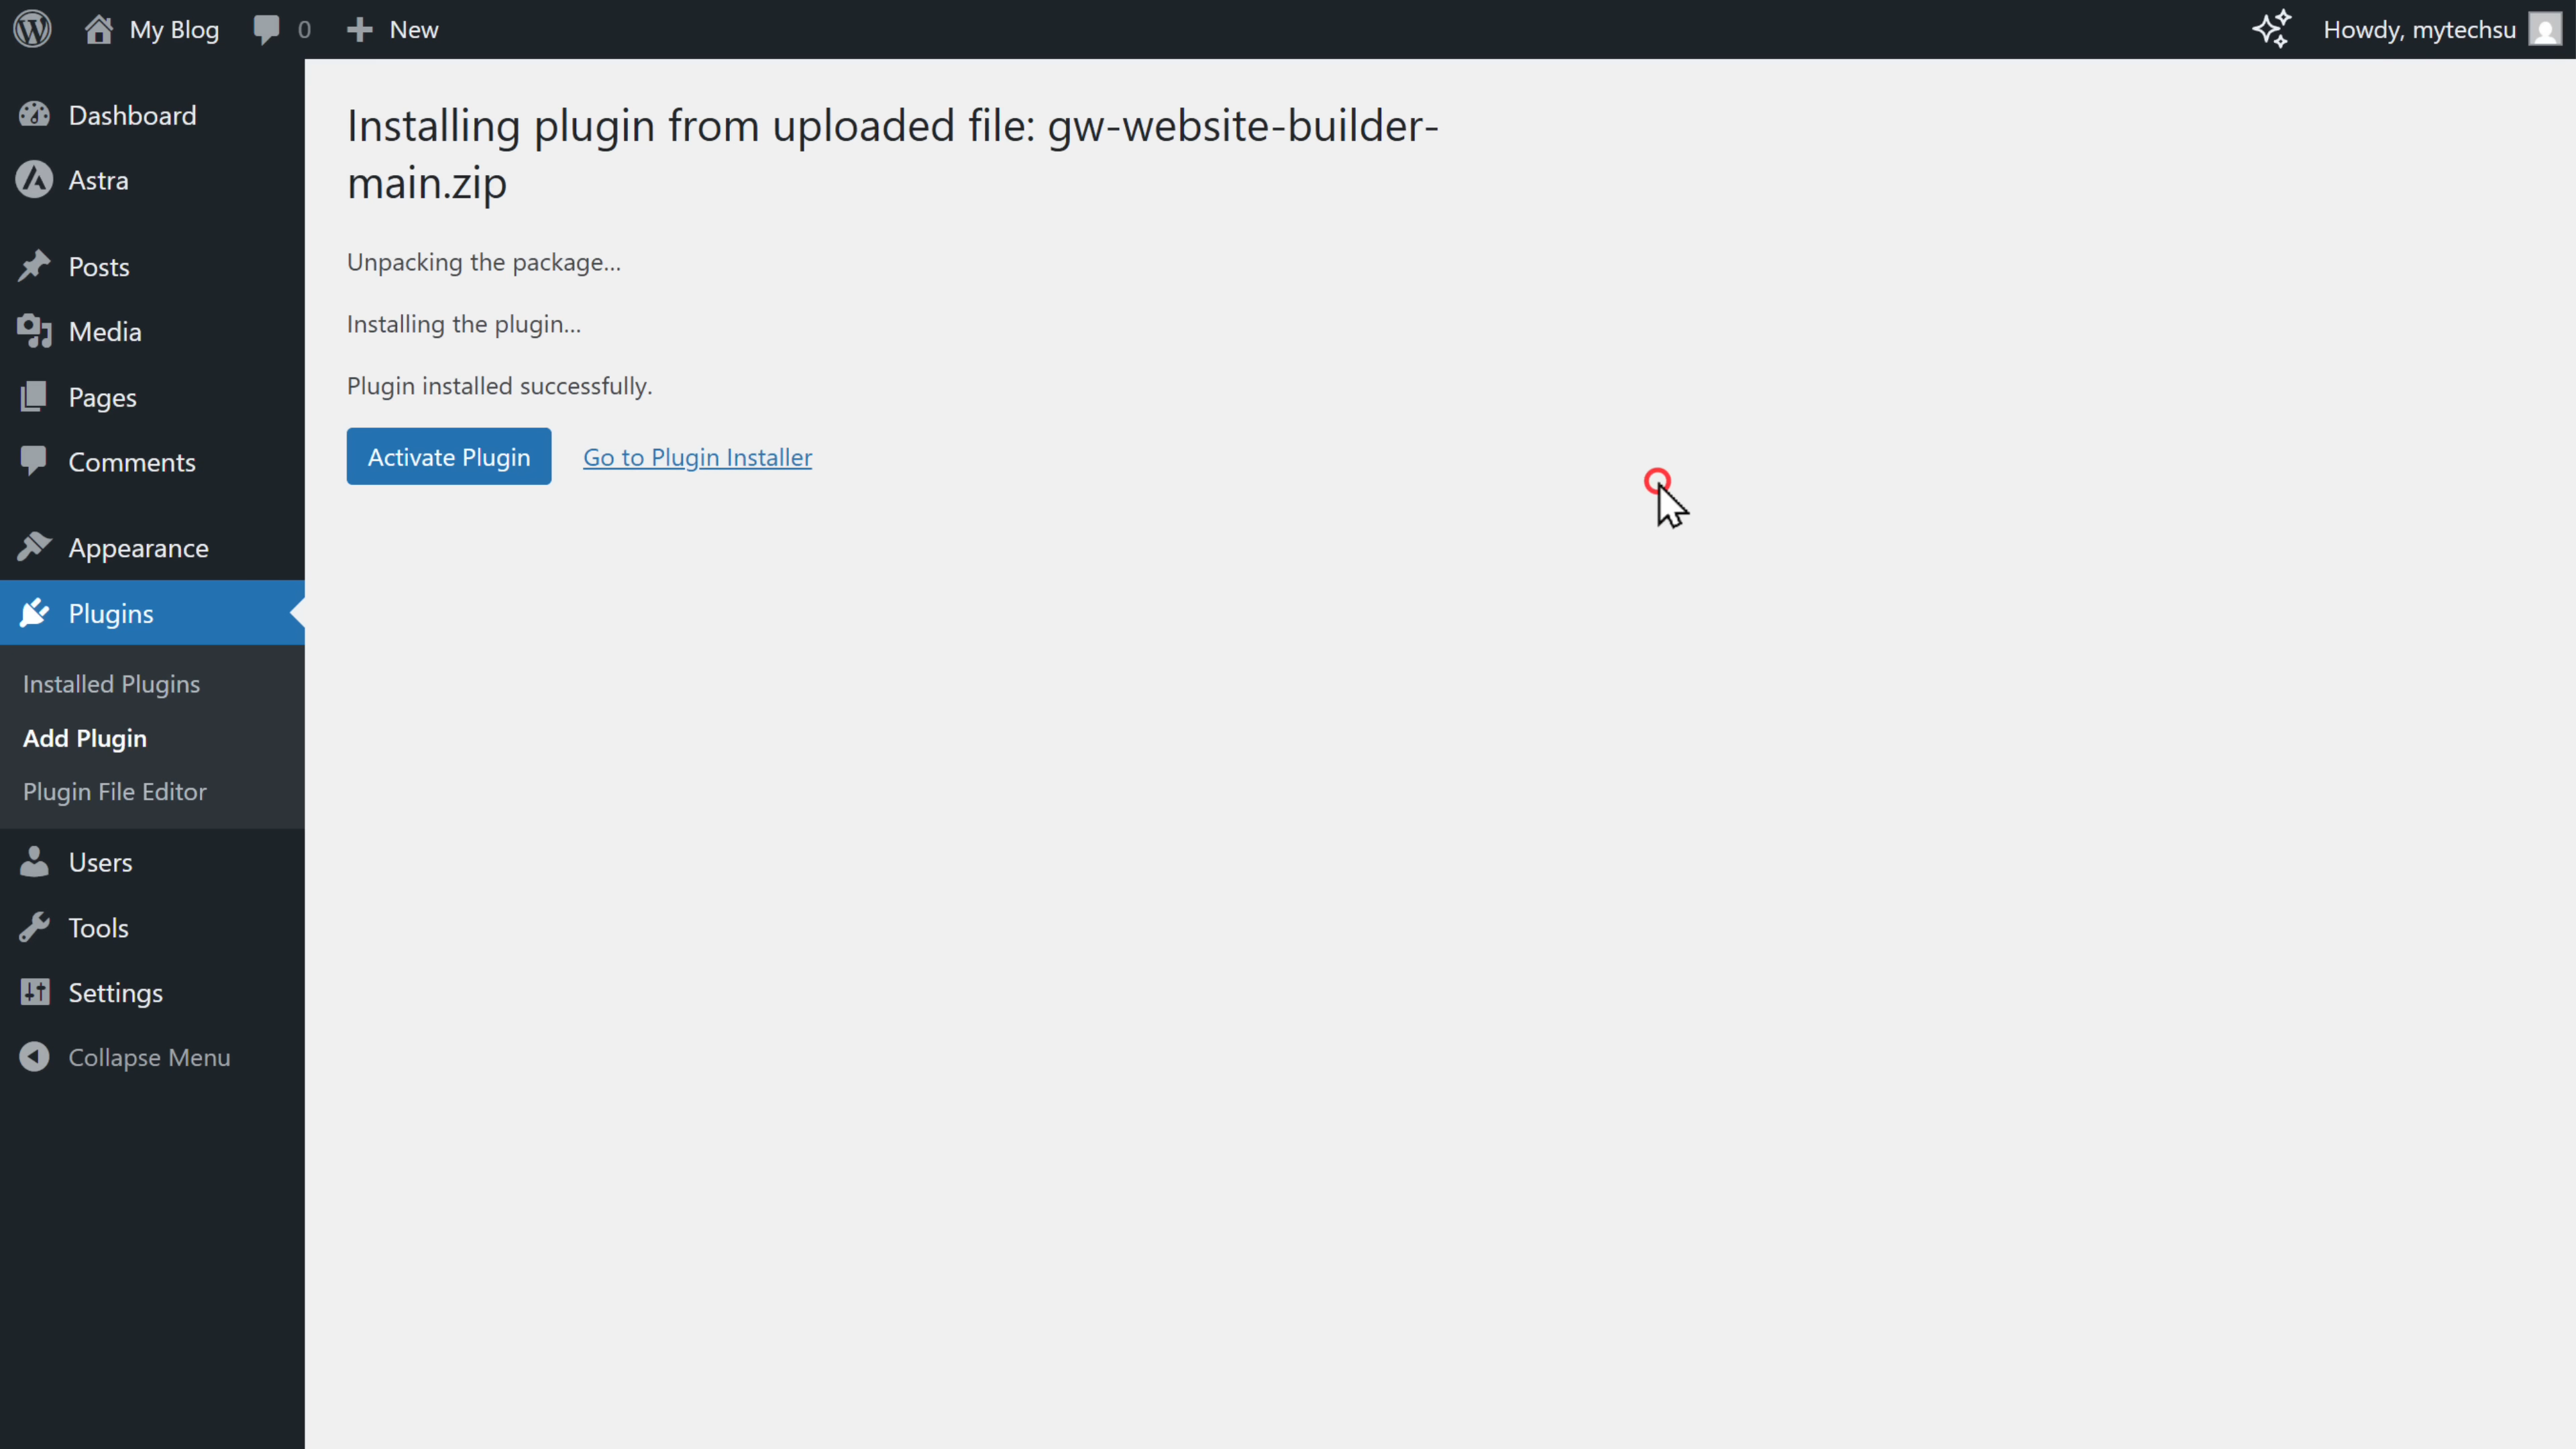 My Blog
0
New
Howdy, mytechsu
Dashboard
Astra
Posts
Media
Pages
Comments
Appearance
Plugins
Installed Plugins
Add Plugin
Plugin File Editor
Users
Tools
Settings
Collapse Menu
Installing plugin from uploaded file: gw-website-builder-
main.zip
Unpacking the package…
Installing the plugin…
Plugin installed successfully.
Activate Plugin
Go to Plugin Installer